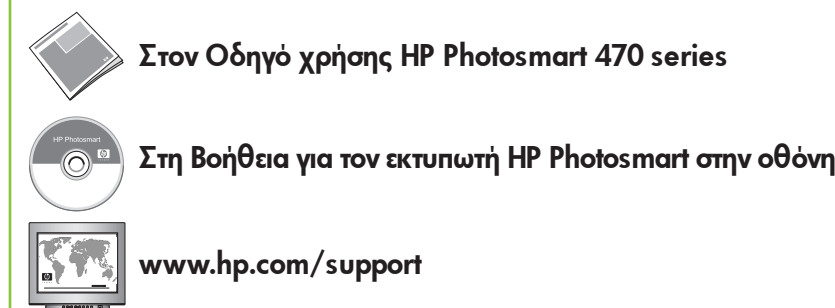 Στον Οδηγό χρήσης HP Photosmart 470 series
HP Photosmart
Στη Βοήθεια για τον εκτυπωτή HP Photosmart στην οθόνη
www.hp.com/support